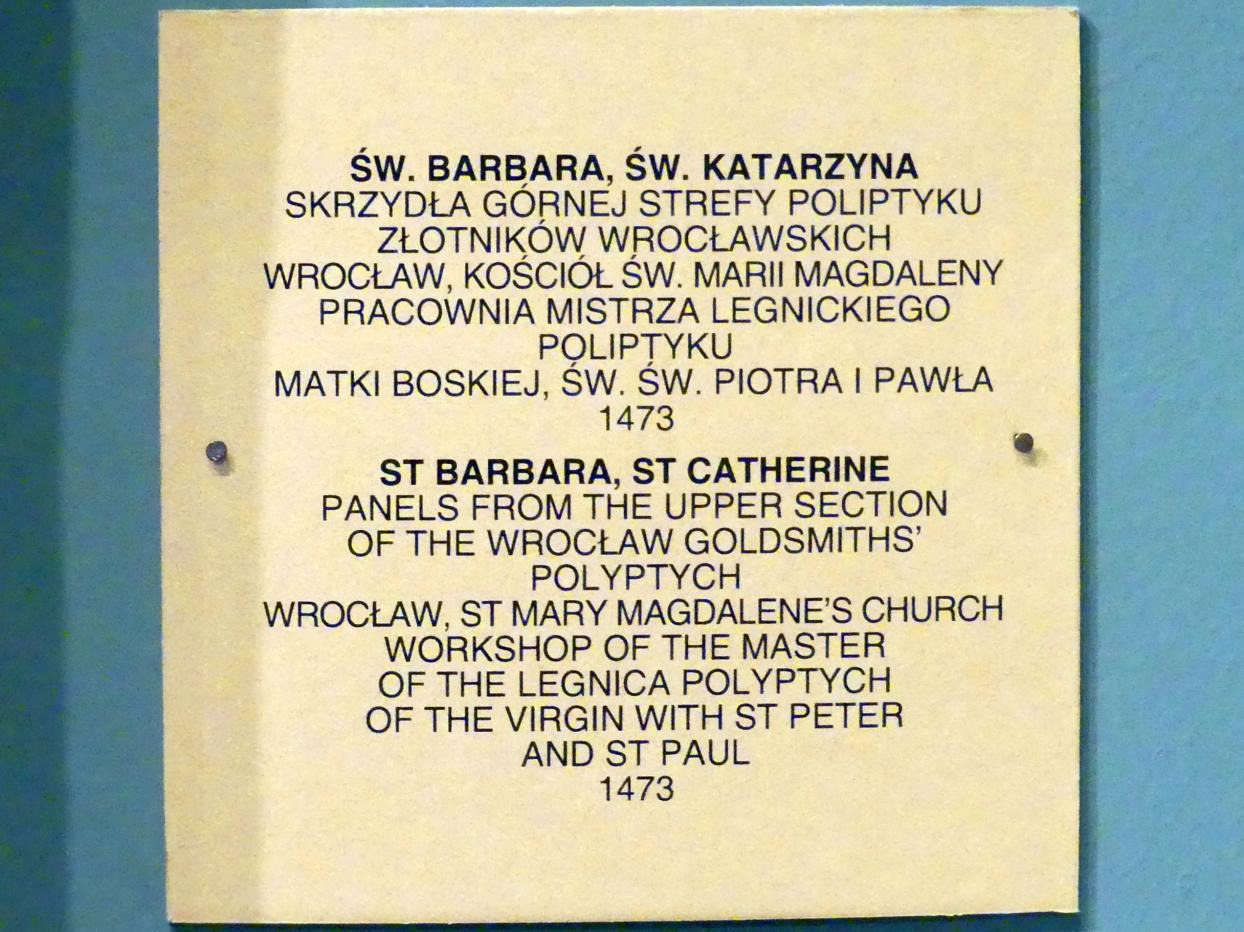 ŚW. BARBARA, ŚW. KATARZYNA
SKRZYDŁA GÓRNEJ STREFY POLIPTYKU
ZŁOTNIKÓW WROCŁAWSKICH
WROCŁAW, KOŚCIÓŁ ŚW. MARII MAGDALENY
PRACOWNIA MISTRZA LEGNICKIEGO
POLIPTYKU
MATKI BOSKIEJ, ŚW. ŚW. PIOTRA I PAWŁA
1473
ST BARBARA, ST CATHERINE
PANELS FROM THE UPPER SECTION
OF THE WROCŁAW GOLDSMITHS'
POLYPTYCH
WROCŁAW, ST MARY MAGDALENE'S CHURCH
WORKSHOP OF THE MASTER
OF THE LEGNICA POLYPTYCH
OF THE VIRGIN WITH ST PETER
AND ST PAUL
1473